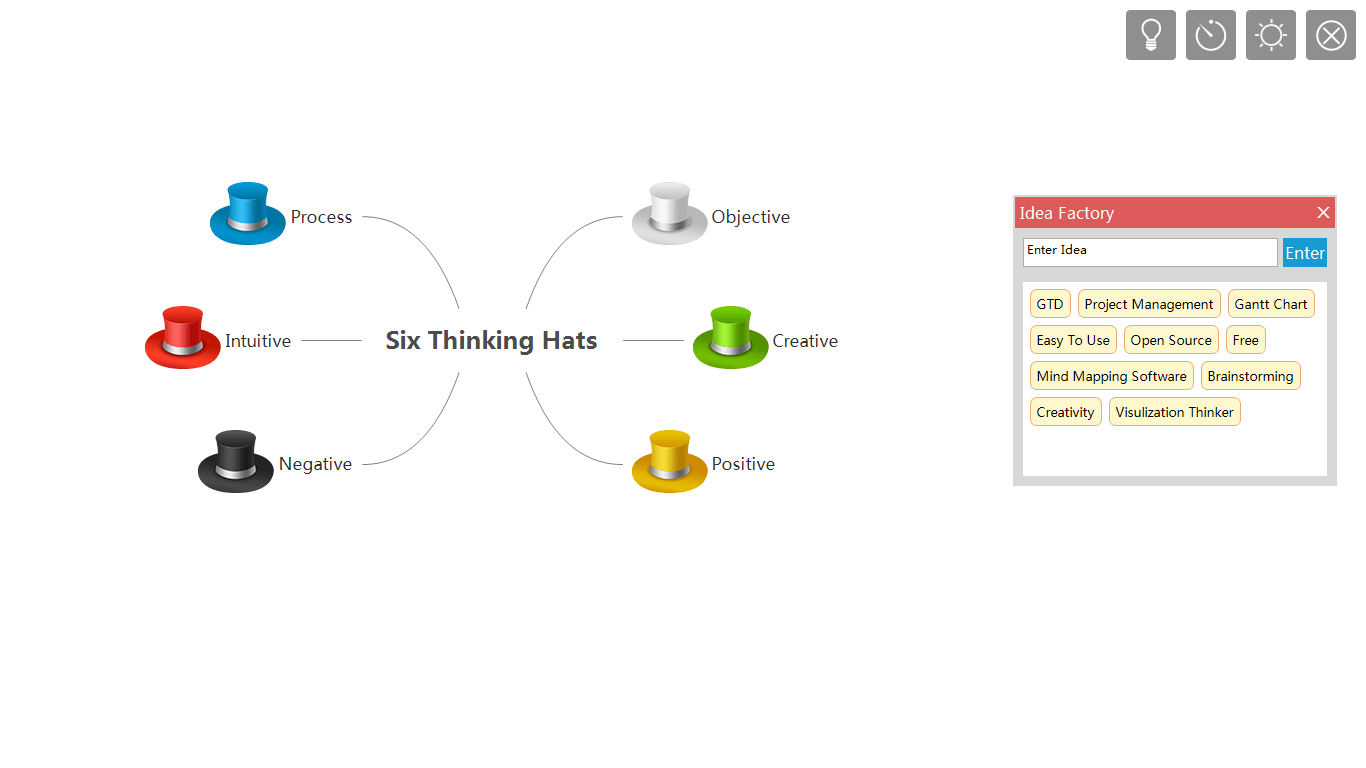 Process
Objective
Idea Factory
Enter Idea
Enter
GTD Project Management Gantt Chart
Easy To Use Open Source Free
Intuitive
Six Thinking Hats
Creative
Mind Mapping Software Brainstorming
Creativity Visulization Thinker
Negative
Positive